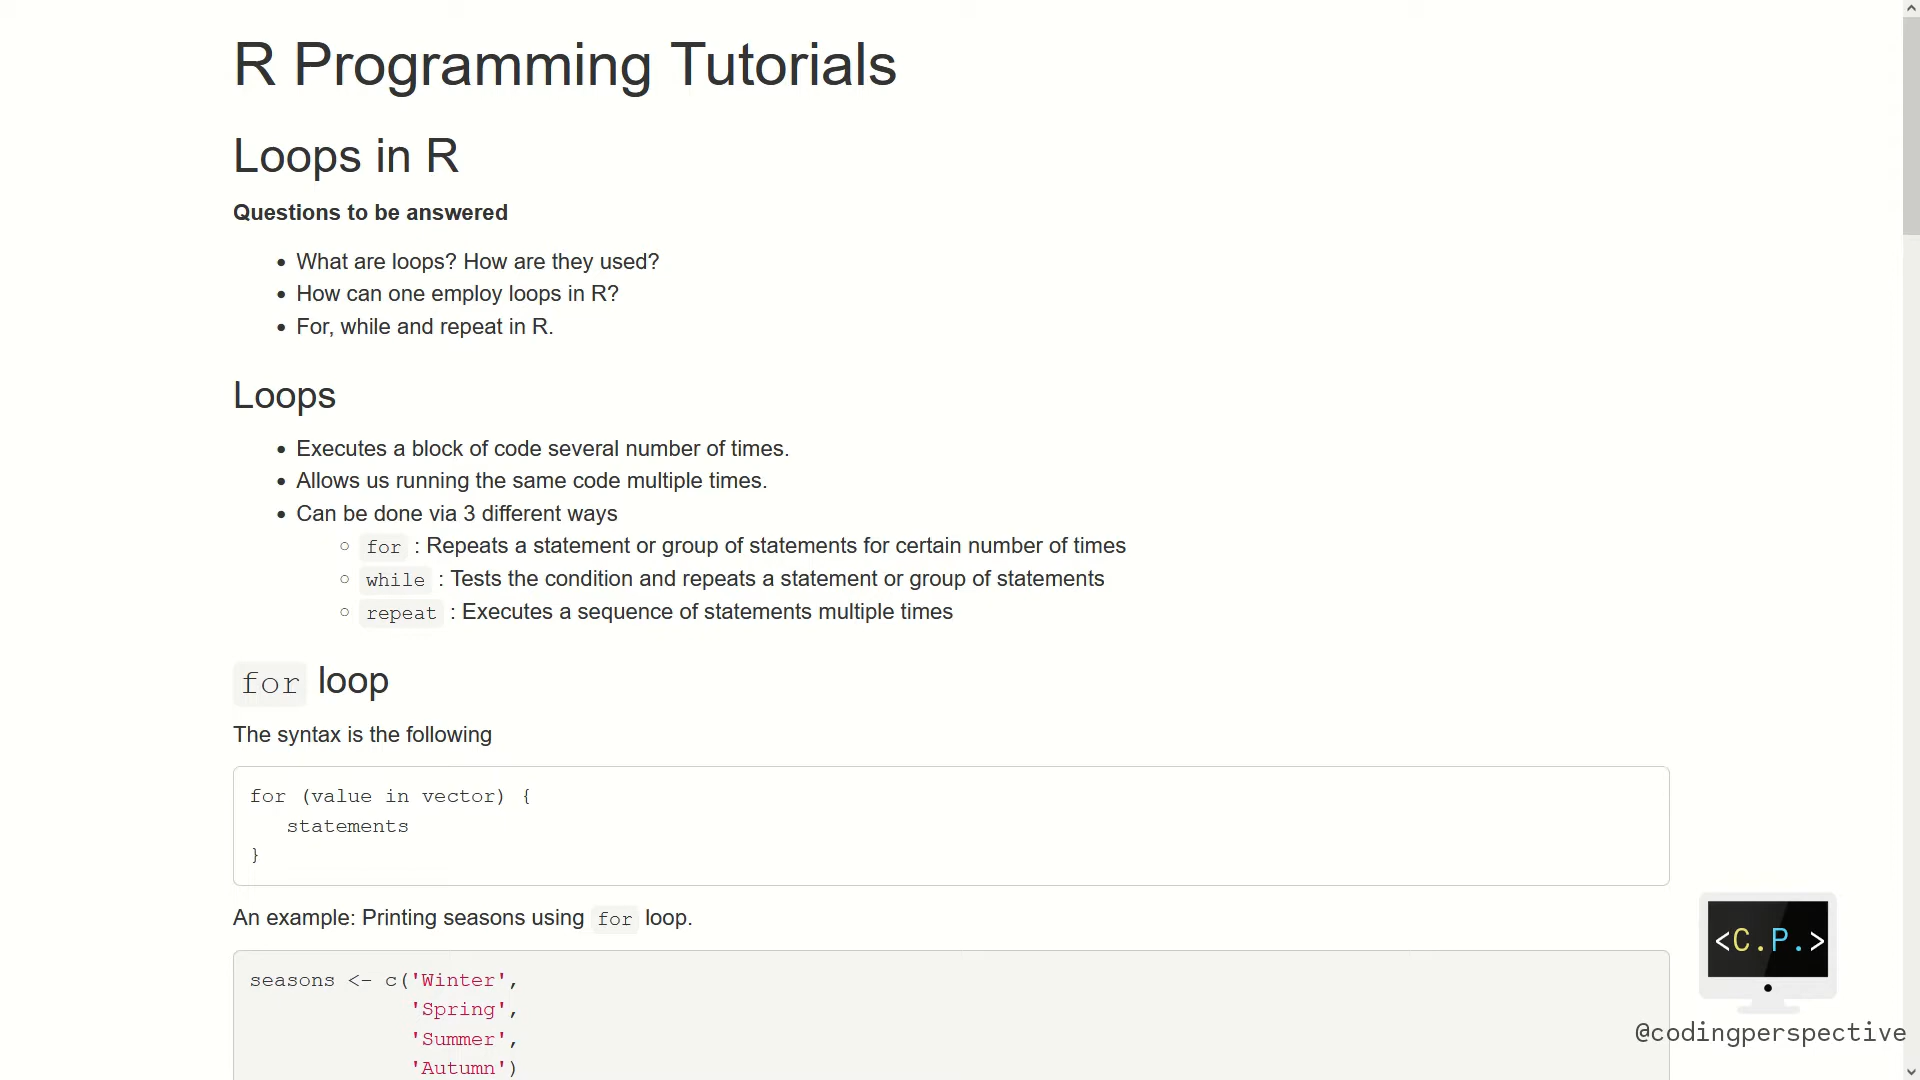 R Programming Tutorials
Loops in R
Questions to be answered
• What are loops? How are they used?
• How can one employ loops in R?
• For, while and repeat in R.
Loops
• Executes a block of code several number of times.
• Allows us running the same code multiple times.
• Can be done via 3 different ways
○ for : Repeats a statement or group of statements for certain number of times
○ while : Tests the condition and repeats a statement or group of statements
○ repeat : Executes a sequence of statements multiple times
for loop
The syntax is the following
for (value in vector) {
   statements
}
An example: Printing seasons using for loop.
seasons <- c('Winter',
             'Spring',
             'Summer',
             'Autumn')
<C.P.>
@codingperspective